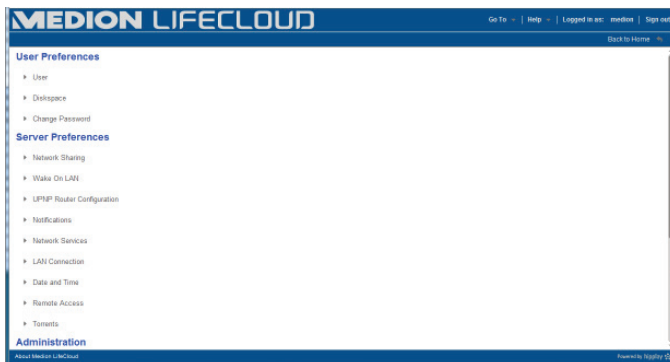 MEDION LIFECLOUD
Go To | Help | Logged in as: medion | Sign out
Back to Home
User Preferences
User
Diskspace
Change Password
Server Preferences
Network Sharing
Wake On LAN
UPNP Router Configuration
Notifications
Network Services
LAN Connection
Date and Time
Remote Access
Torrents
Administration
About Medion LifeCloud
Powered by higgboy